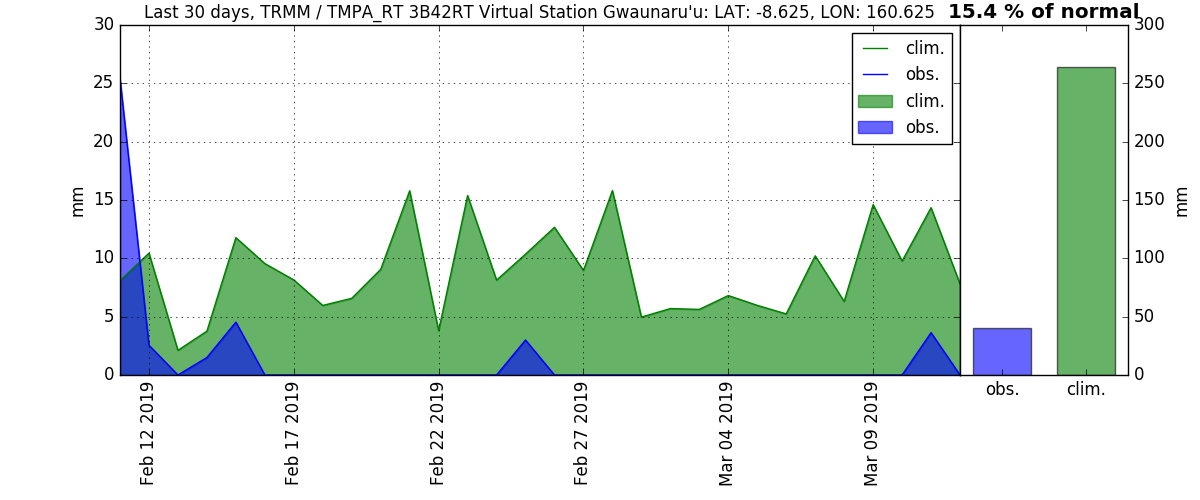 Last 30 days, TRMM / TMPA_RT 3B42RT Virtual Station Gwaunaru'u: LAT: -8.625, LON: 160.625
15.4 % of normal
30
25
20
15
10
5
0
mm
clim.
obs.
clim.
obs.
300
250
200
150
100
50
0
mm
Feb 12 2019
Feb 17 2019
Feb 22 2019
Feb 27 2019
Mar 04 2019
Mar 09 2019
obs.
clim.